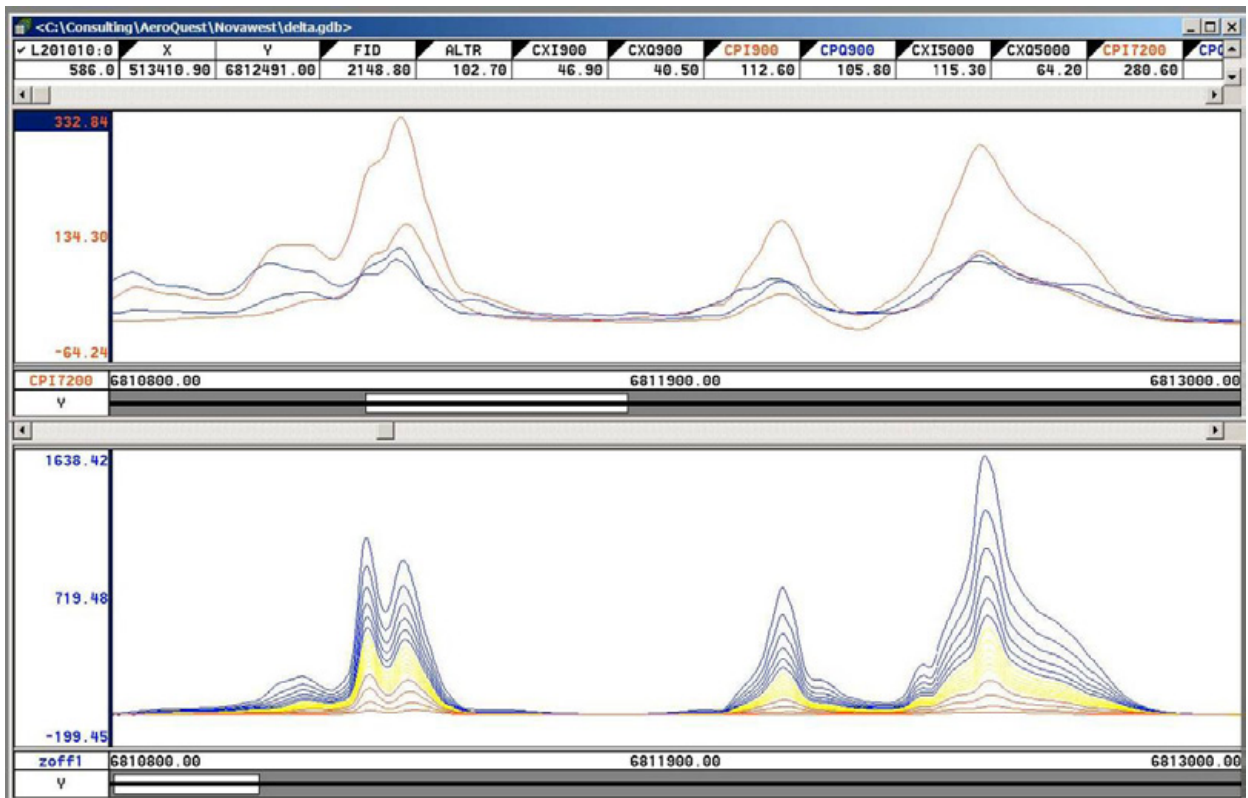 <C:\Consulting\AeroQuest\Novawest\delta.gdb>
✓ L201010:0 X Y FID ALTR CXI900 CXQ900 CPI900 CPQ900 CXI5000 CXQ5000 CPI7200 CPQ
586.0 513410.90 6812491.00 2148.80 102.70 46.90 40.50 112.60 105.80 115.30 64.20 280.60
332.84
134.30
-64.24
CPI7200 6810800.00 6811900.00 6813000.00
Y
1638.42
719.48
-199.45
zoff1 6810800.00 6811900.00 6813000.00
Y